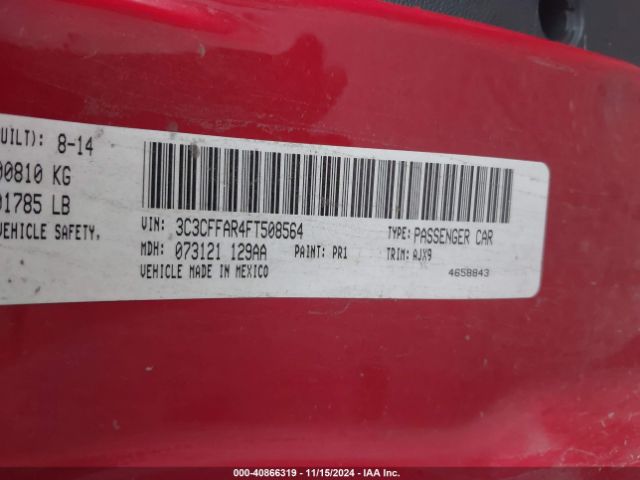 UILT): 8-14
00810 KG
01785 LB
VEHICLE SAFETY.
VIN: 3C3CFFAR4FT508564 TYPE: PASSENGER CAR
MDH: 073121 129AA PAINT: PR1 TRIM: AJX9
VEHICLE MADE IN MEXICO 4658843
000-40866319 - 11/15/2024 - IAA Inc.